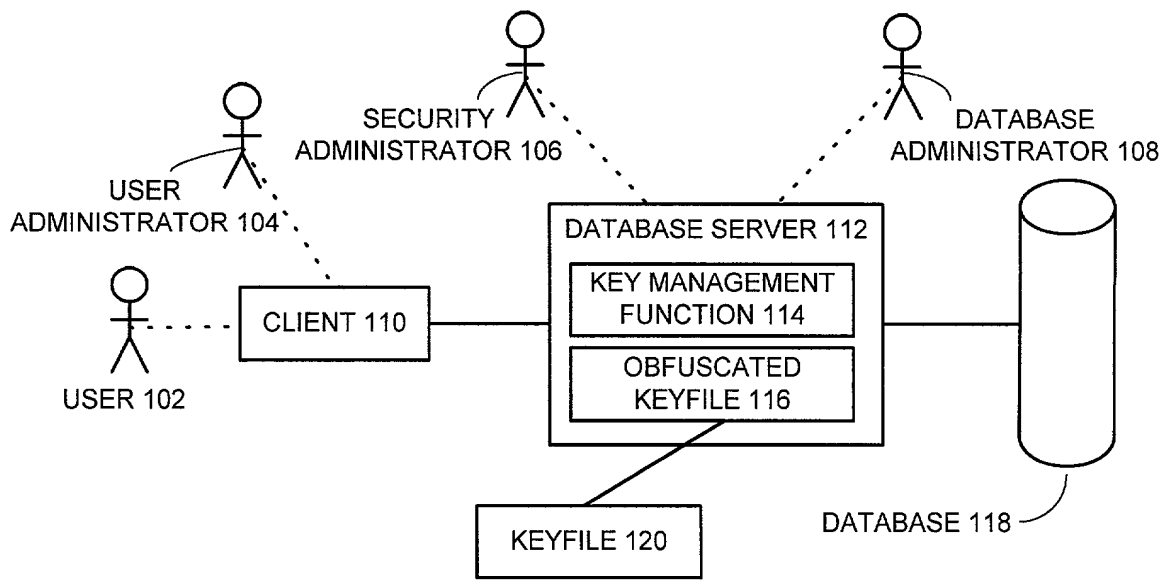 SECURITY
ADMINISTRATOR 106
DATABASE
ADMINISTRATOR 108
USER
ADMINISTRATOR 104
DATABASE SERVER 112
KEY MANAGEMENT
FUNCTION 114
CLIENT 110
OBFUSCATED
KEYFILE 116
USER 102
DATABASE 118
KEYFILE 120